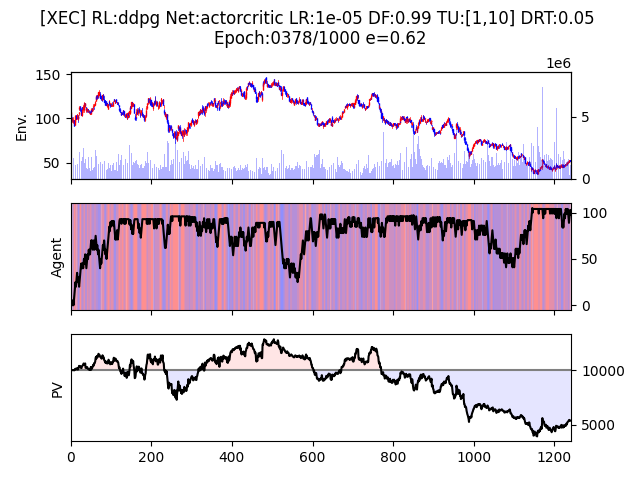 [XEC] RL:ddpg Net:actorcritic LR:1e-05 DF:0.99 TU:[1,10] DRT:0.05
Epoch:0378/1000 e=0.62
1e6
150
100
50
Env.
5
0
Agent
100
50
0
PV
10000
5000
0 200 400 600 800 1000 1200